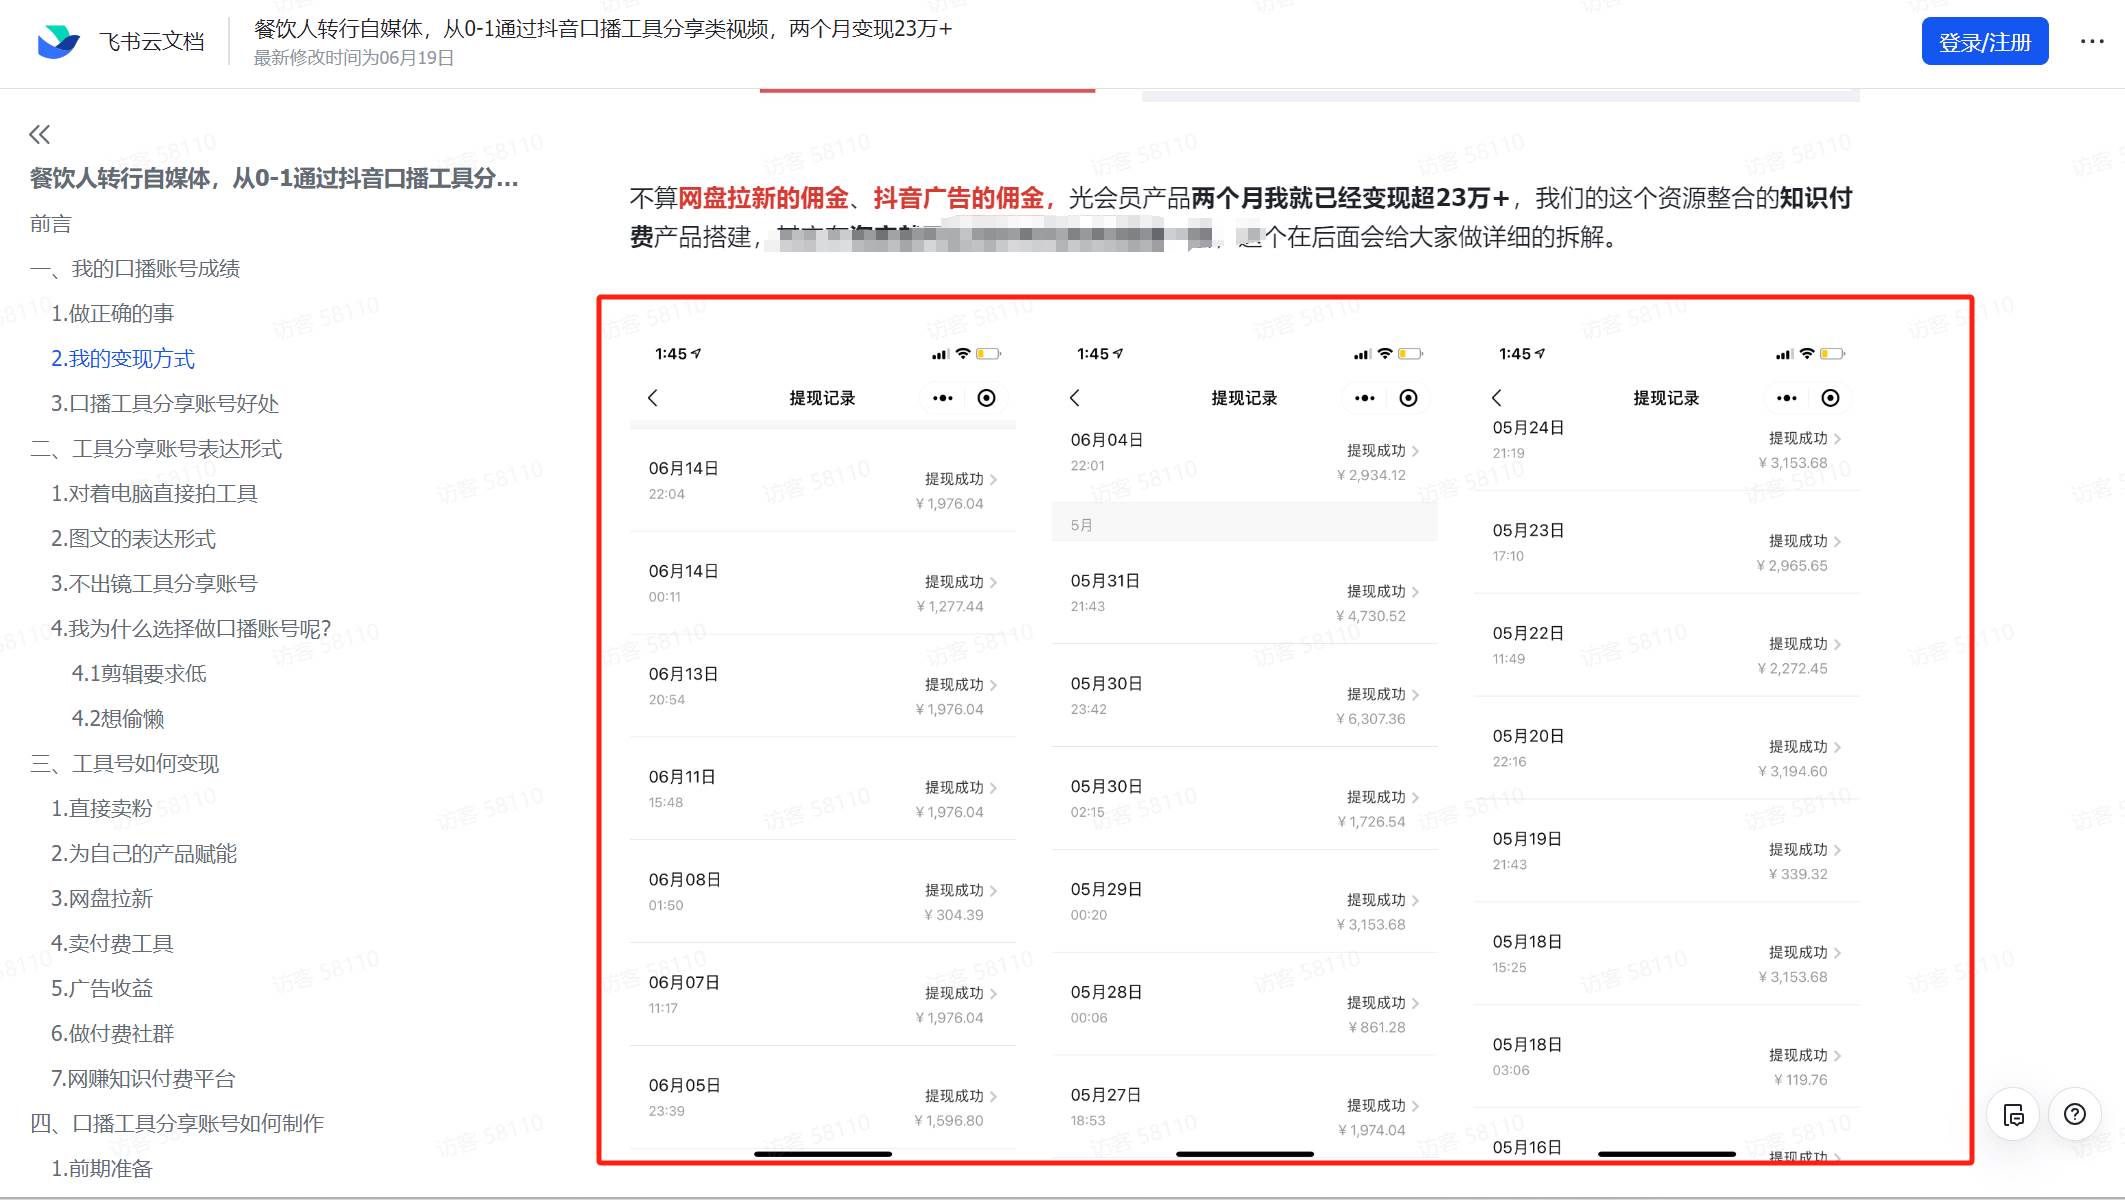 飞书云文档
餐饮人转行自媒体，从0-1通过抖音口播工具分享类视频，两个月变现23万+
最新修改时间为06月19日
登录/注册
餐饮人转行自媒体，从0-1通过抖音口播工具分...
前言
一、我的口播账号成绩
1.做正确的事
2.我的变现方式
3.口播工具分享账号好处
二、工具分享账号表达形式
1.对着电脑直接拍工具
2.图文的表达形式
3.不出镜工具分享账号
4.我为什么选择做口播账号呢?
4.1剪辑要求低
4.2想偷懒
三、工具号如何变现
1.直接卖粉
2.为自己的产品赋能
3.网盘拉新
4.卖付费工具
5.广告收益
6.做付费社群
7.网赚知识付费平台
四、口播工具分享账号如何制作
1.前期准备
不算网盘拉新的佣金、抖音广告的佣金，光会员产品两个月我就已经变现超23万+，我们的这个资源整合的知识付
费产品搭建，
个在后面会给大家做详细的拆解。
1:45
提现记录
06月14日
提现成功
22:04
¥ 1,976.04
06月14日
提现成功
00:11
¥ 1,277.44
06月13日
提现成功
20:54
¥ 1,976.04
06月11日
提现成功
15:48
¥ 1,976.04
06月08日
提现成功
01:50
¥ 304.39
06月07日
提现成功
11:17
¥ 1,976.04
06月05日
提现成功
23:39
¥ 1,596.80
1:45
提现记录
06月04日
提现成功
22:01
¥ 2,934.12
5月
05月31日
提现成功
21:43
¥ 4,730.52
05月30日
提现成功
23:42
¥ 6,307.36
05月30日
提现成功
02:15
¥ 1,726.54
05月29日
提现成功
00:20
¥ 3,153.68
05月28日
提现成功
00:06
¥ 861.28
05月27日
提现成功
18:53
¥ 1,974.04
1:45
提现记录
05月24日
提现成功
21:19
¥ 3,153.68
05月23日
提现成功
17:10
¥ 2,965.65
05月22日
提现成功
11:49
¥ 2,272.45
05月20日
提现成功
22:16
¥ 3,194.60
05月19日
提现成功
21:43
¥ 339.32
05月18日
提现成功
15:25
¥ 3,153.68
05月18日
提现成功
03:06
¥ 119.76
05月16日
提现成功
访客 58110